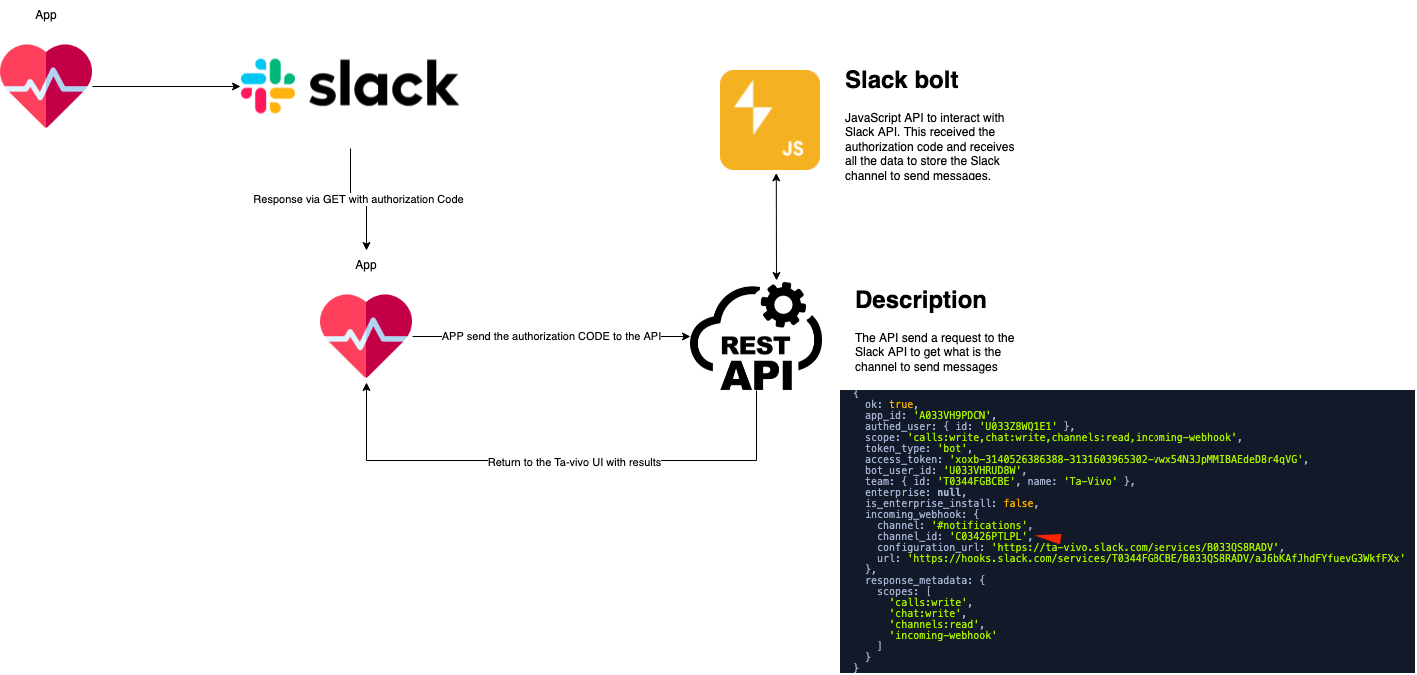 App
slack
Response via GET with authorization Code
App
APP send the authorization CODE to the API
REST
API
Return to the Ta-vivo UI with results
JS
Slack bolt
JavaScript API to interact with
Slack API. This received the
authorization code and receives
all the data to store the Slack
channel to send messages.
Description
The API send a request to the
Slack API to get what is the
channel to send messages
{
ok: true,
app_id: 'A033VH9PDCN',
authed_user: { id: 'U033Z8WQ1E1' },
scope: 'calls:write,chat:write,channels:read,incoming-webhook',
token_type: 'bot',
access_token: 'xoxb-3140526386388-3131603965302-vwx54N3JpMMIBAEdeD8r4qVG',
bot_user_id: 'U033VHRUD8W',
team: { id: 'T0344FGBCBE', name: 'Ta-Vivo' },
enterprise: null,
is_enterprise_install: false,
incoming_webhook: {
channel: '#notifications',
channel_id: 'C03426PTLPL',
configuration_url: 'https://ta-vivo.slack.com/services/B033QS8RADV',
url: 'https://hooks.slack.com/services/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'
},
response_metadata: {
scopes: [
'calls:write',
'chat:write',
'channels:read',
'incoming-webhook'
]
}
}